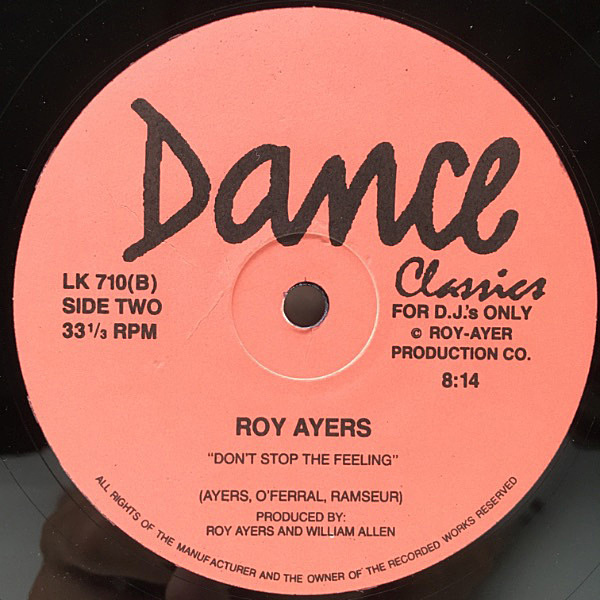 Dance
Classics
LK 710(B)
SIDE TWO
33 1/3 RPM
FOR D.J.'s ONLY
© ROY-AYER
PRODUCTION CO.
8:14
ROY AYERS
"DON'T STOP THE FEELING"
(AYERS, O'FERRAL, RAMSEUR)
PRODUCED BY:
ROY AYERS AND WILLIAM ALLEN
ALL RIGHTS OF THE MANUFACTURER AND THE OWNER OF THE RECORDED WORKS RESERVED